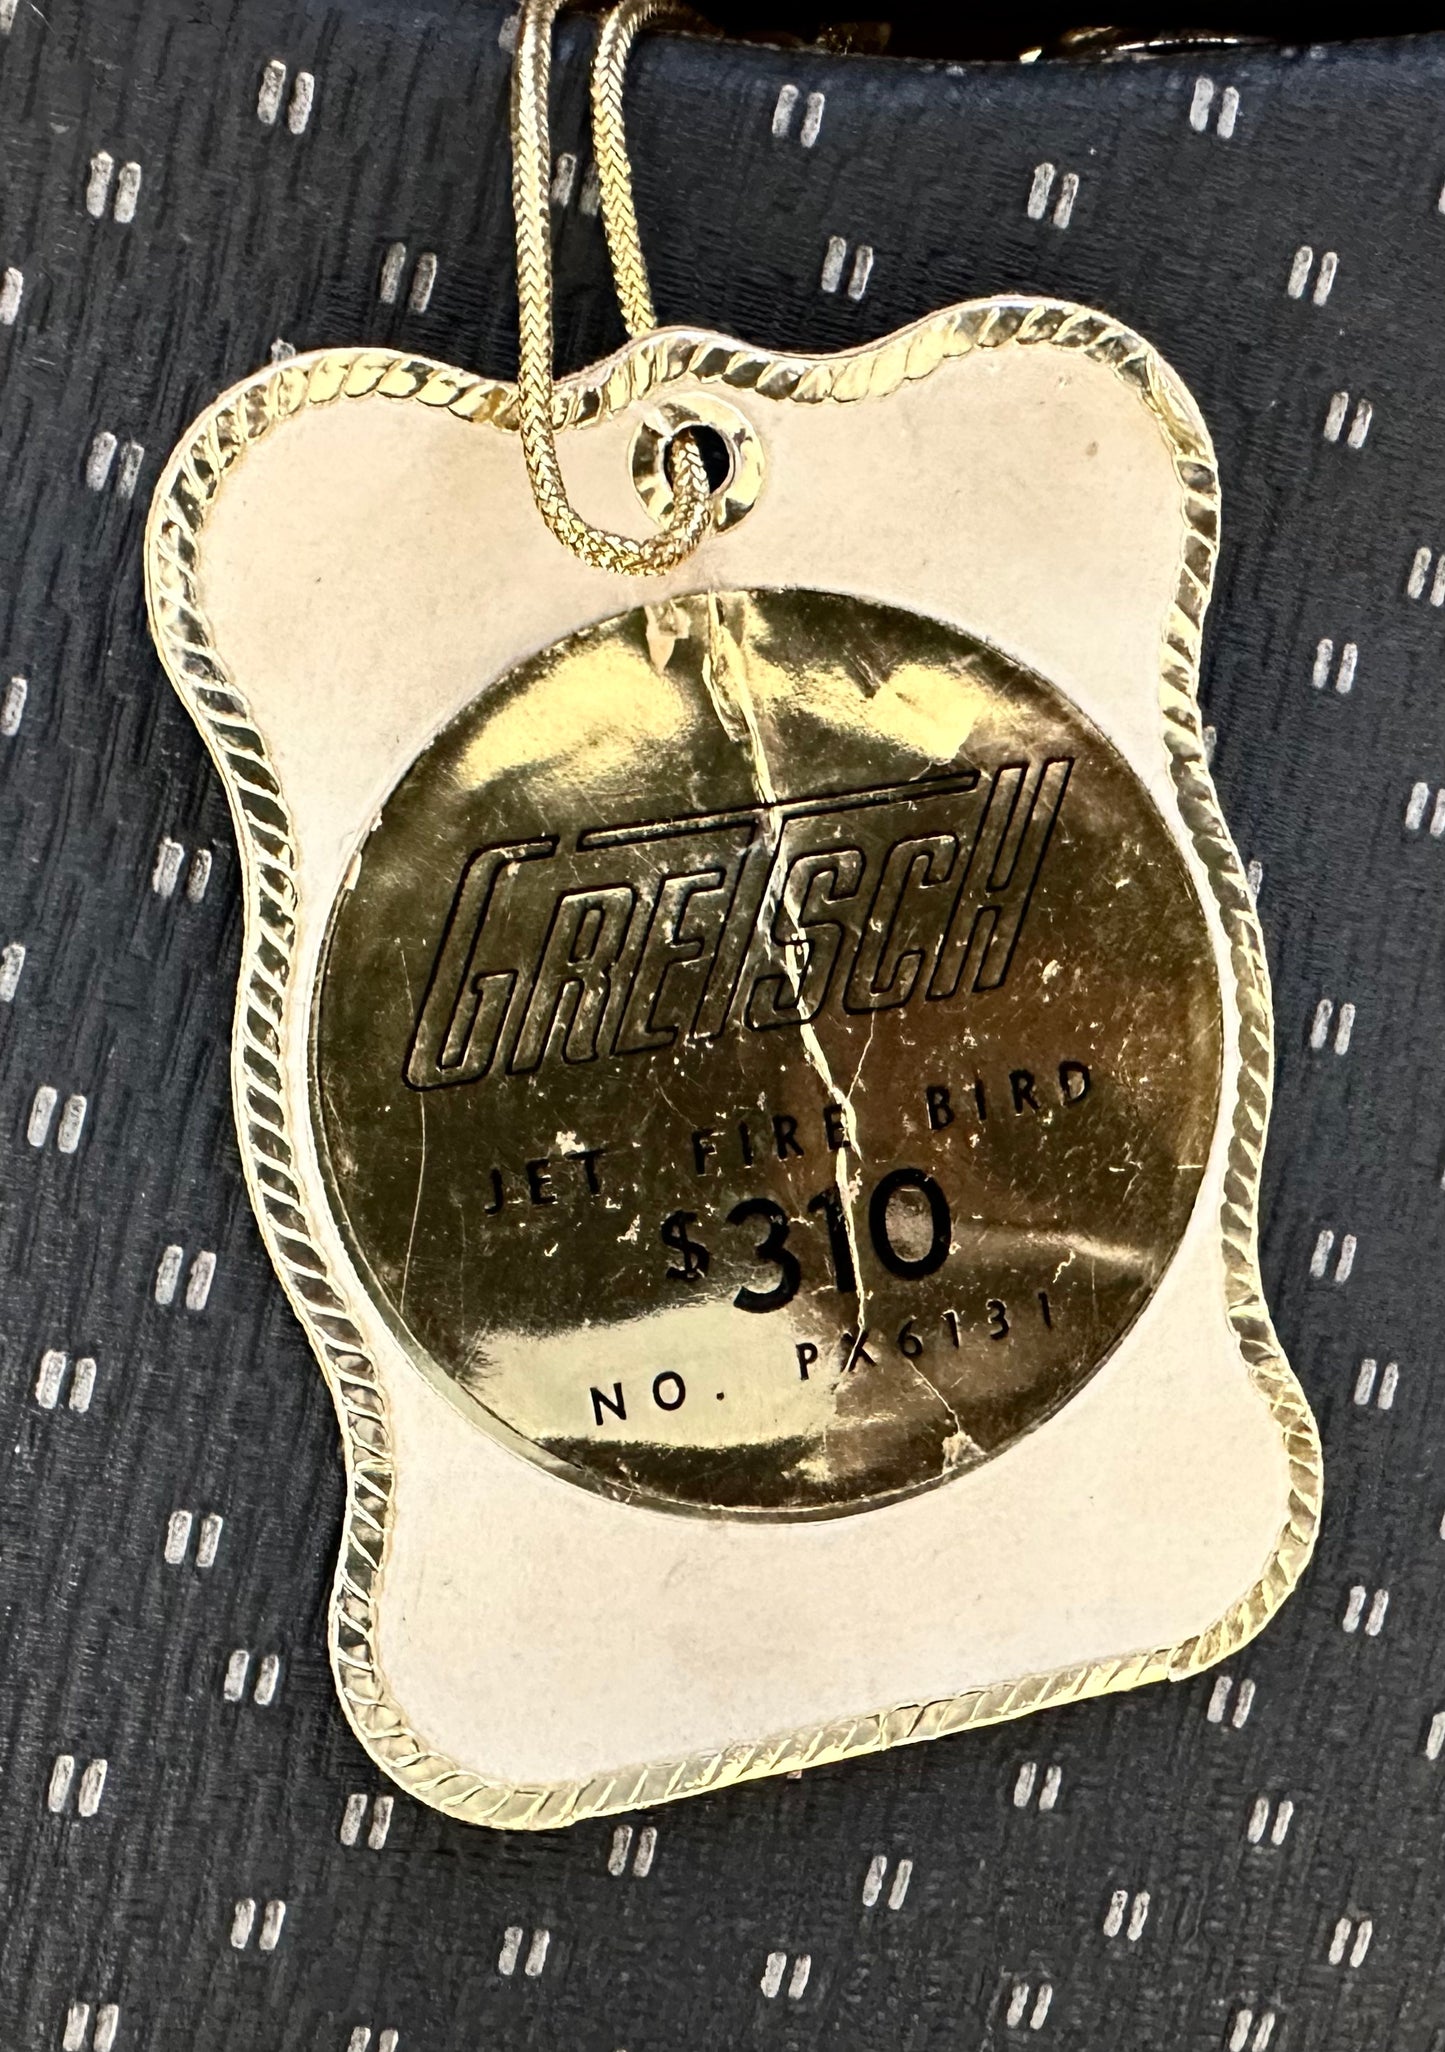 GRETSCH
JET FIRE BIRD
$310
NO. PX6131